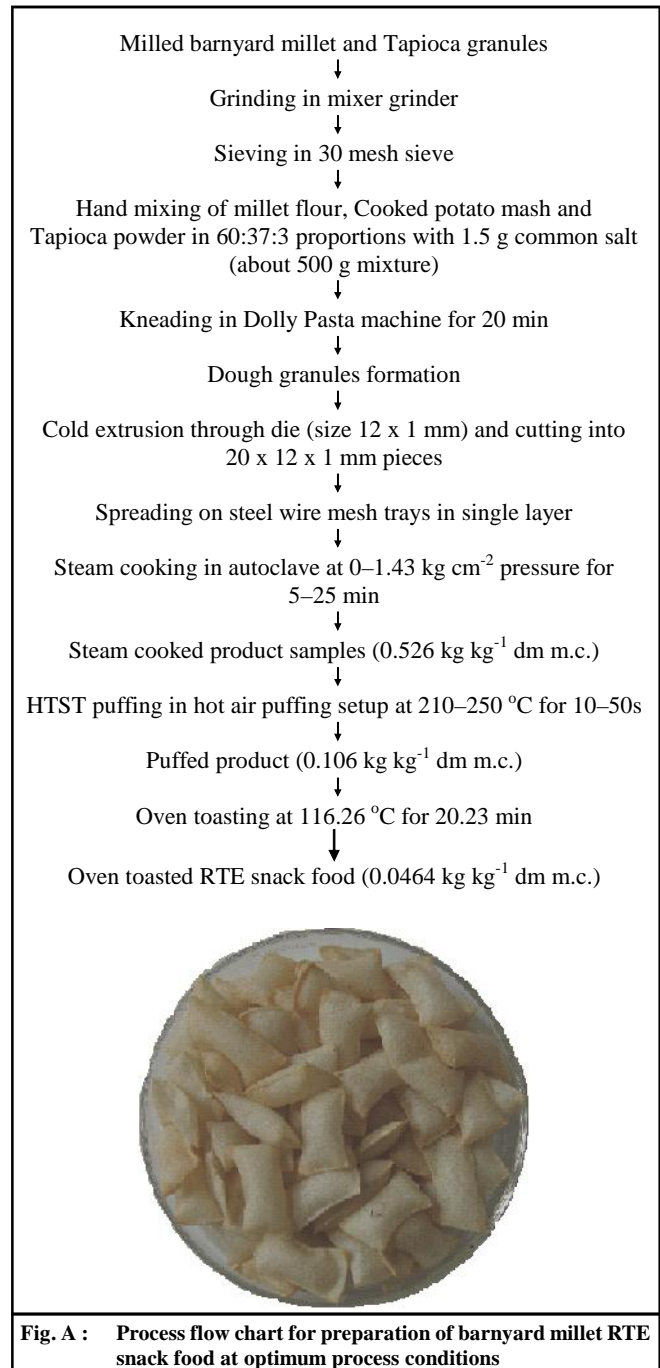 Milled barnyard millet and Tapioca granules
↓
Grinding in mixer grinder
↓
Sieving in 30 mesh sieve
↓
Hand mixing of millet flour, Cooked potato mash and
Tapioca powder in 60:37:3 proportions with 1.5 g common salt
(about 500 g mixture)
↓
Kneading in Dolly Pasta machine for 20 min
↓
Dough granules formation
↓
Cold extrusion through die (size 12 x 1 mm) and cutting into
20 x 12 x 1 mm pieces
↓
Spreading on steel wire mesh trays in single layer
↓
Steam cooking in autoclave at 0–1.43 kg cm⁻² pressure for
5–25 min
↓
Steam cooked product samples (0.526 kg kg⁻¹ dm m.c.)
↓
HTST puffing in hot air puffing setup at 210–250 °C for 10–50s
↓
Puffed product (0.106 kg kg⁻¹ dm m.c.)
↓
Oven toasting at 116.26 °C for 20.23 min
↓
Oven toasted RTE snack food (0.0464 kg kg⁻¹ dm m.c.)
Fig. A : Process flow chart for preparation of barnyard millet RTE
snack food at optimum process conditions